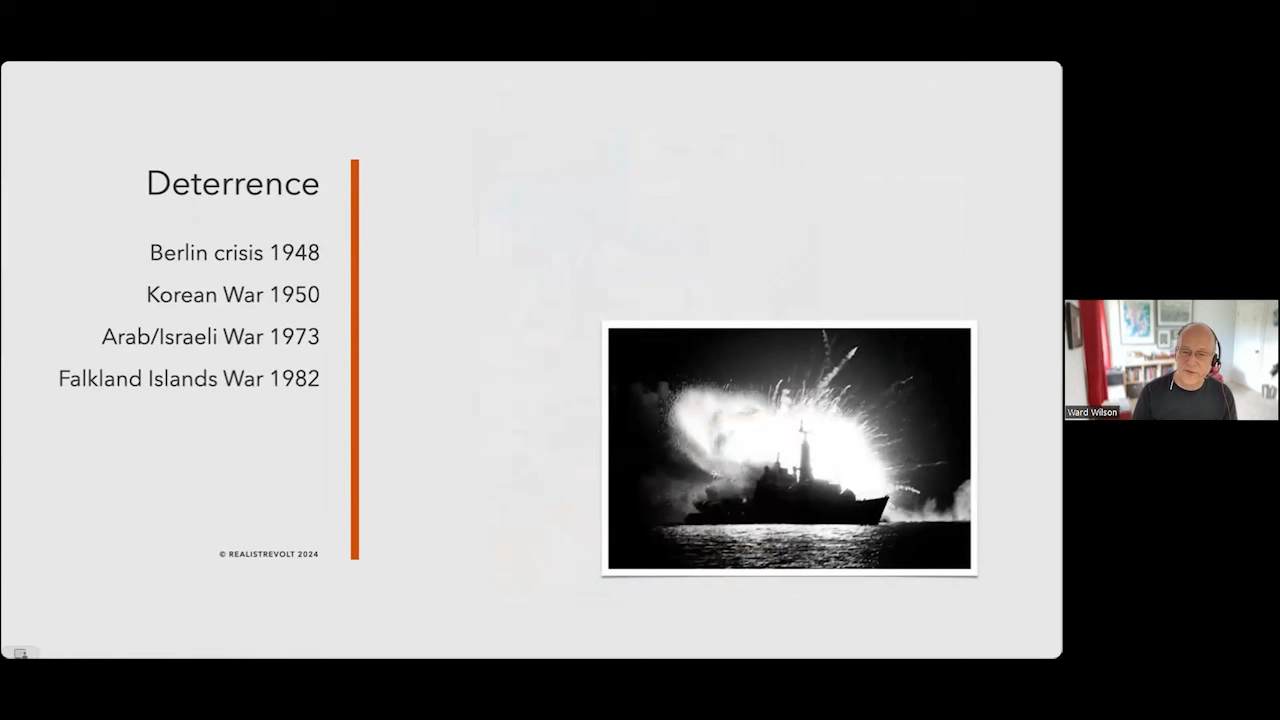 Deterrence
Berlin crisis 1948
Korean War 1950
Arab/Israeli War 1973
Falkland Islands War 1982
© REALISTREVOLT 2024
Ward Wilson